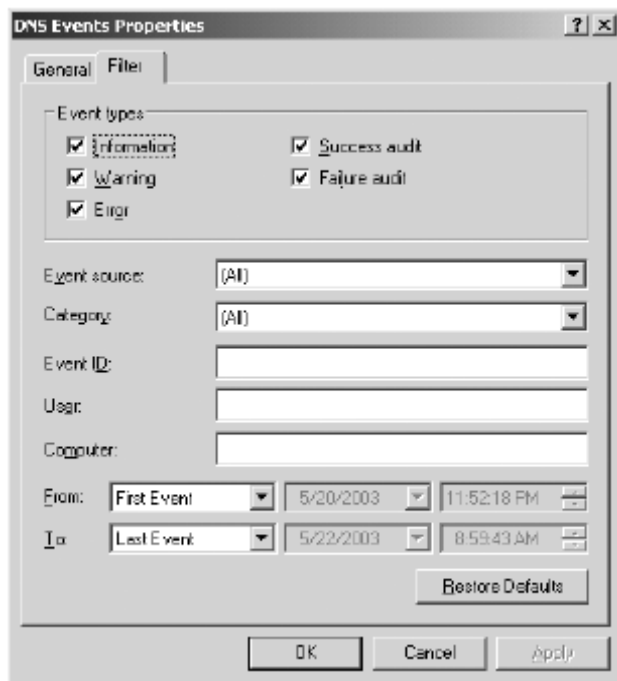 DNS Events Properties
General
Filter
Event types
Information
Success audit
Warning
Failure audit
Error
Event source:
(All)
Category:
(All)
Event ID:
User:
Computer:
From:
First Event
5/20/2003
11:52:18 PM
To:
Last Event
5/22/2003
8:59:43 AM
Restore Defaults
OK
Cancel
Apply